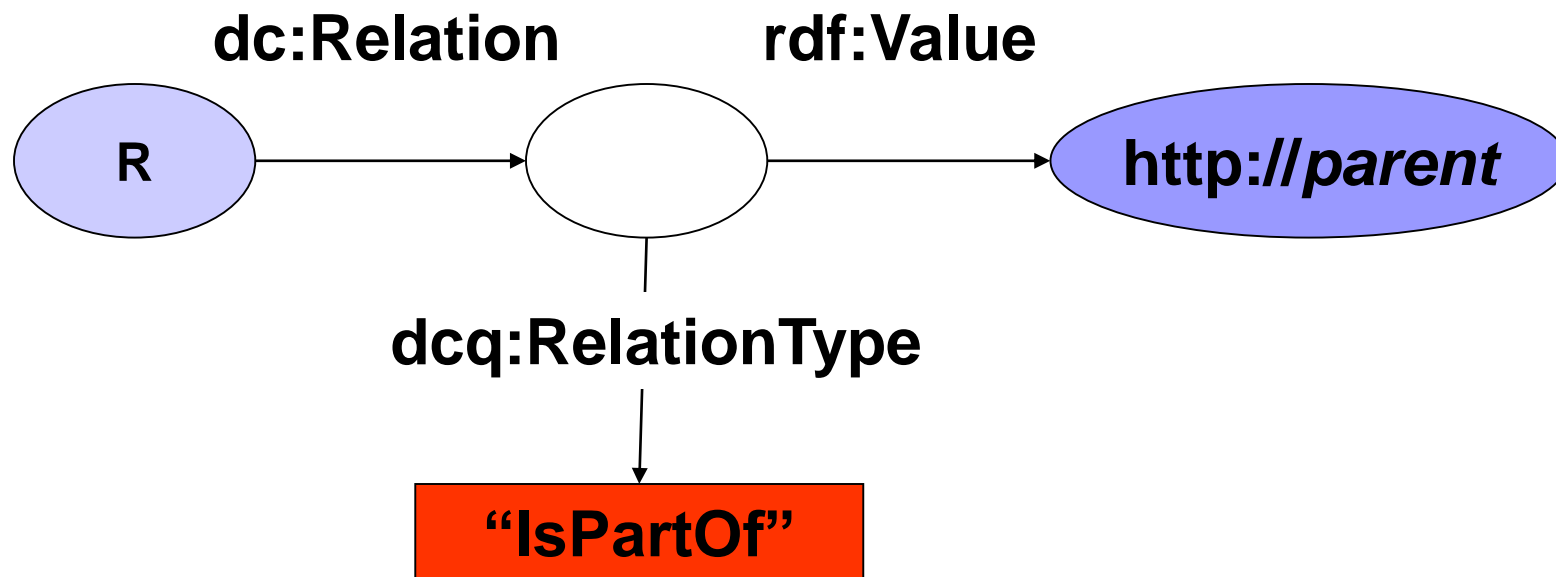 dc:Relation rdf:Value
R http://parent
dcq:RelationType
“IsPartOf”